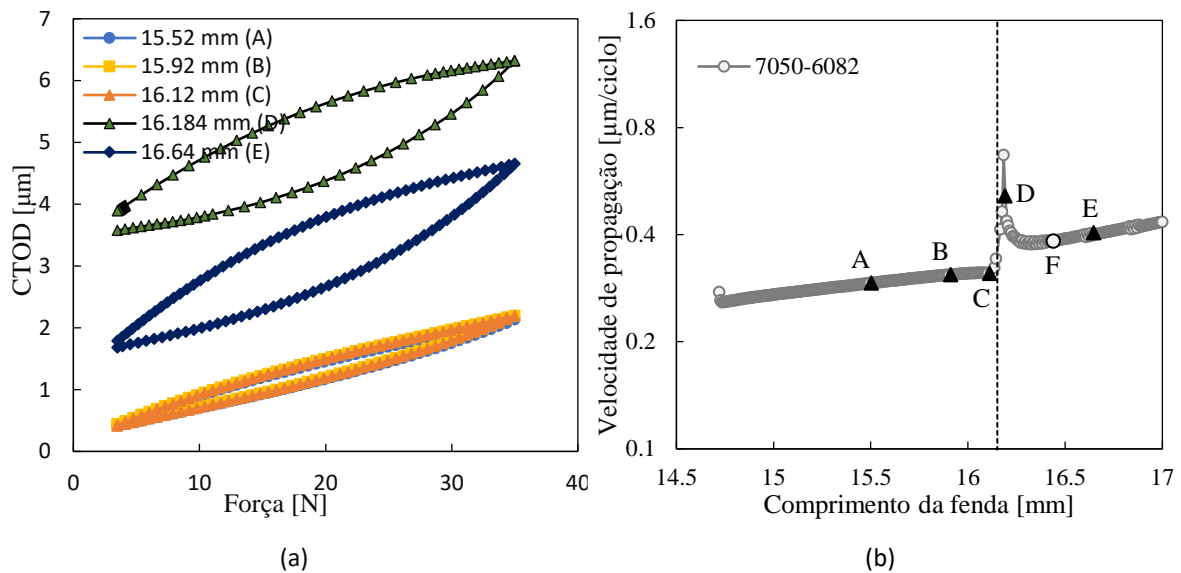 7
6
5
4
3
2
1
0
CTOD [µm]
15.52 mm (A)
15.92 mm (B)
16.12 mm (C)
16.184 mm (D)
16.64 mm (E)
0 10 20 30 40
Força [N]
(a)
1.6
0.8
0.4
0.2
0.1
Velocidade de propagação [µm/ciclo]
7050-6082
A
B
C
D
E
F
14.5 15 15.5 16 16.5 17
Comprimento da fenda [mm]
(b)